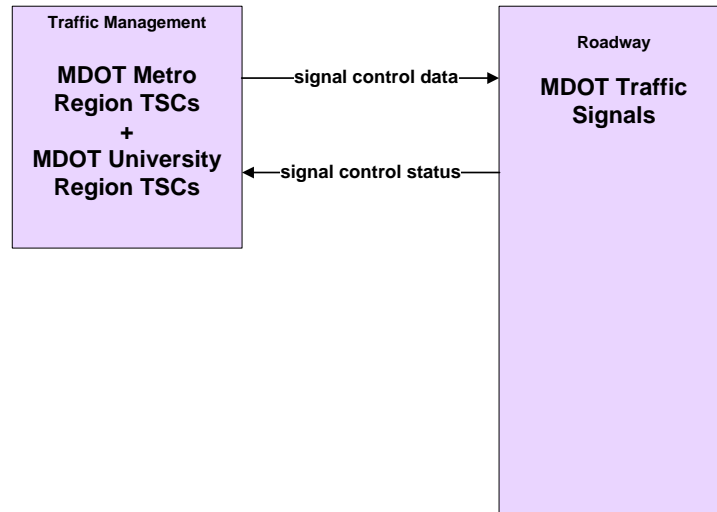 Traffic Management
MDOT Metro
Region TSCs
+
MDOT University
Region TSCs
signal control data
signal control status
Roadway
MDOT Traffic
Signals